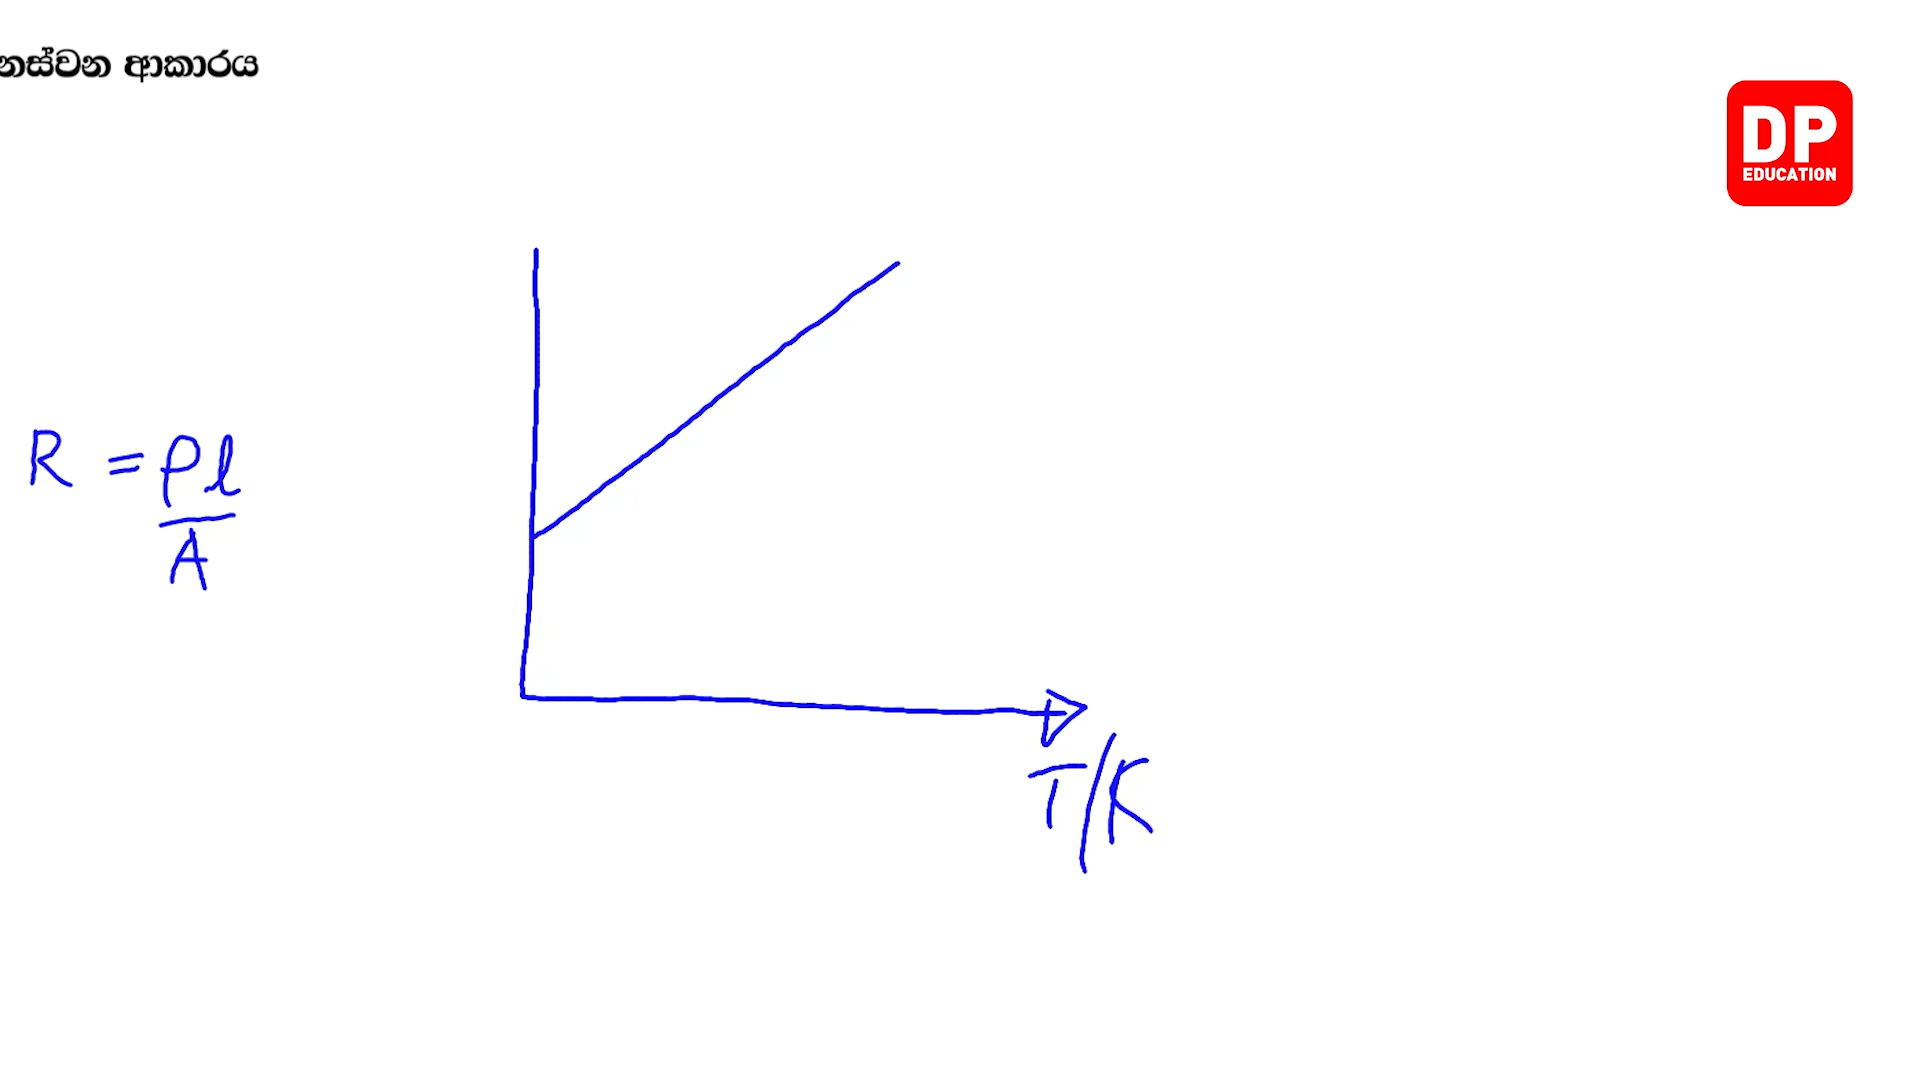 නස්වන ආකාරය
DP
EDUCATION
R = ρl
A
T/K